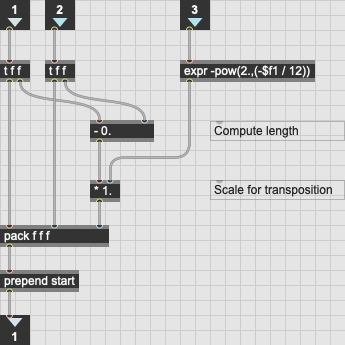 1 2 3
t f f t f f expr -pow(2.,(-$f1 / 12))
- 0. Compute length
* 1. Scale for transposition
pack f f f
prepend start
1